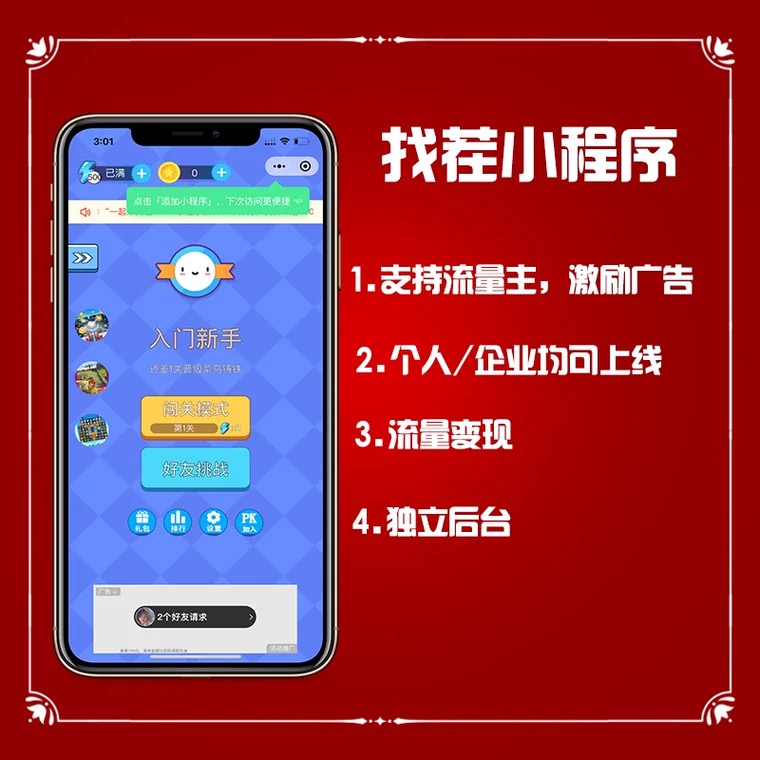 找茬小程序
1.支持流量主，激励广告
2.个人/企业均可上线
3.流量变现
4.独立后台
3:01
50
已满
0
点击「添加小程序」，下次访问更便捷
"一起
入门新手
还差1关晋级菜鸟铸铁
闯关模式
第1关
好友挑战
礼包 排行 设置 PK加入
广告
2个好友请求
活动推广